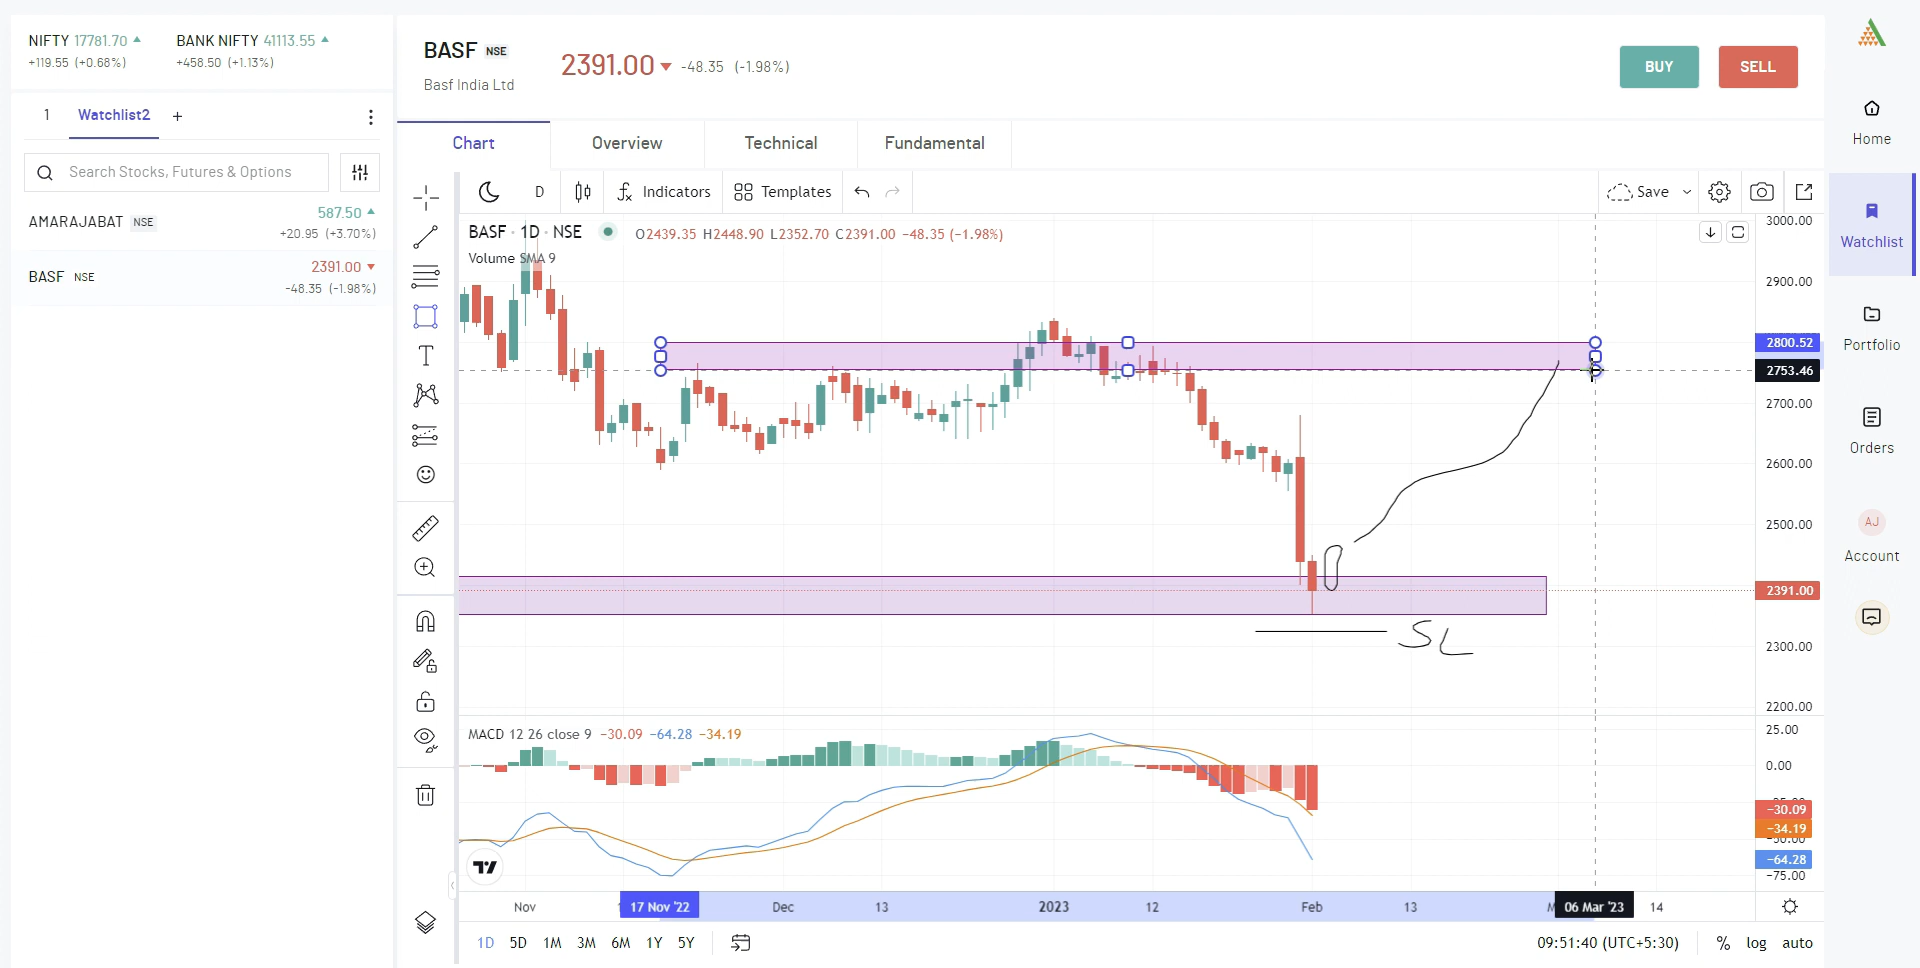 NIFTY 17781.70
+119.55 (+0.68%)
BANK NIFTY 41113.55
+458.50 (+1.13%)
1 Watchlist2 +
Search Stocks, Futures & Options
AMARAJABAT NSE 587.50
+20.95 (+3.70%)
BASF NSE 2391.00
-48.35 (-1.98%)
BASF NSE
Basf India Ltd
2391.00 -48.35 (-1.98%)
BUY SELL
Chart Overview Technical Fundamental
D Indicators Templates Save
BASF · 1D · NSE O2439.35 H2448.90 L2352.70 C2391.00 −48.35 (−1.98%)
Volume SMA 9
3000.00
2900.00
2800.52
2753.46
2700.00
2600.00
2500.00
2391.00
2300.00
2200.00
SL
MACD 12 26 close 9 −30.09 −64.28 −34.19
25.00
0.00
−30.09
−34.19
−50.00
−64.28
−75.00
Nov 17 Nov '22 Dec 13 2023 12 Feb 13 06 Mar '23 14
1D 5D 1M 3M 6M 1Y 5Y
09:51:40 (UTC+5:30) % log auto
Home
Watchlist
Portfolio
Orders
AJ
Account